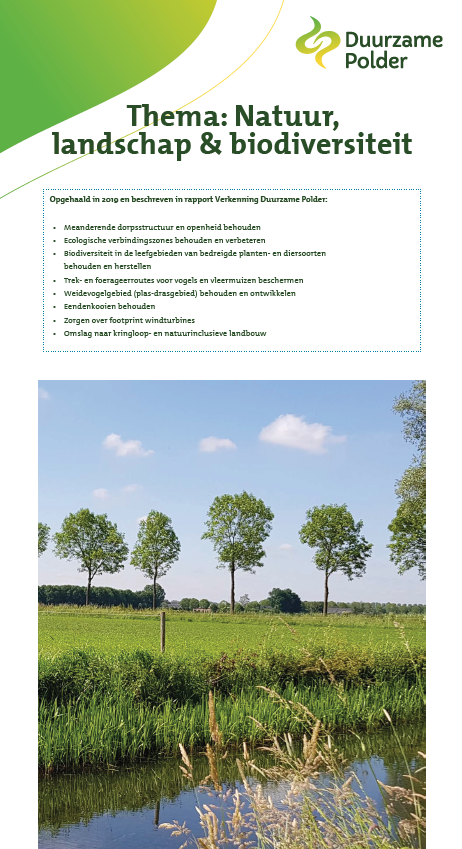 Duurzame
Polder
Thema: Natuur,
landschap & biodiversiteit
Opgehaald in 2019 en beschreven in rapport Verkenning Duurzame Polder:
• Meanderende dorpsstructuur en openheid behouden
• Ecologische verbindingszones behouden en verbeteren
• Biodiversiteit in de leefgebieden van bedreigde planten- en diersoorten
behouden en herstellen
• Trek- en foerageerroutes voor vogels en vleermuizen beschermen
• Weidevogelgebied (plas-drasgebied) behouden en ontwikkelen
• Eendenkooien behouden
• Zorgen over footprint windturbines
• Omslag naar kringloop- en natuurinclusieve landbouw